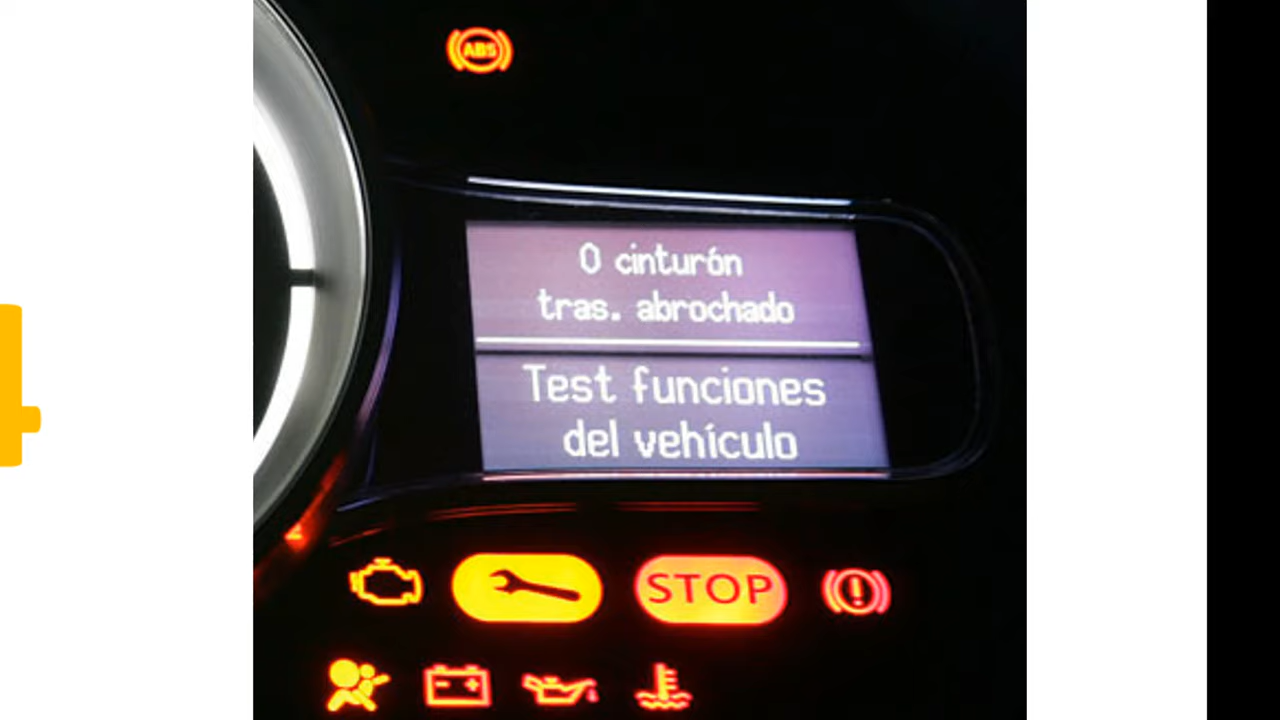 ABS
0 cinturón
tras. abrochado
Test funciones
del vehículo
STOP